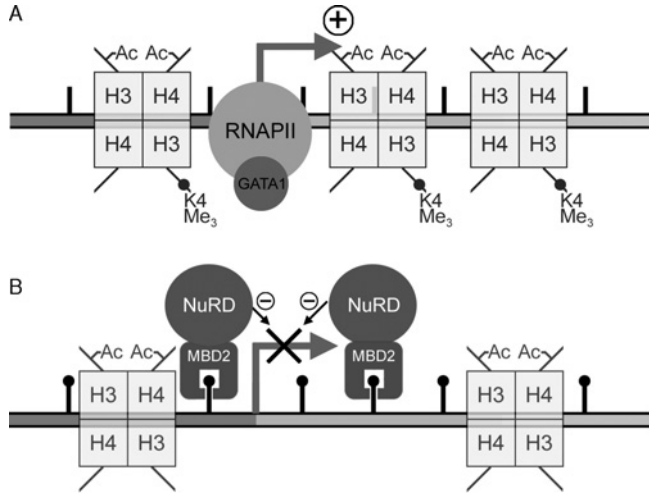 A
+
Ac Ac Ac Ac Ac Ac
H3 H4 H3 H4 H3 H4
RNAPII
H4 H3 H4 H3 H4 H3
GATA1
K4 K4 K4
Me3 Me3 Me3
B
NuRD − − NuRD
Ac Ac MBD2 MBD2 Ac Ac
H3 H4 H3 H4
H4 H3 H4 H3